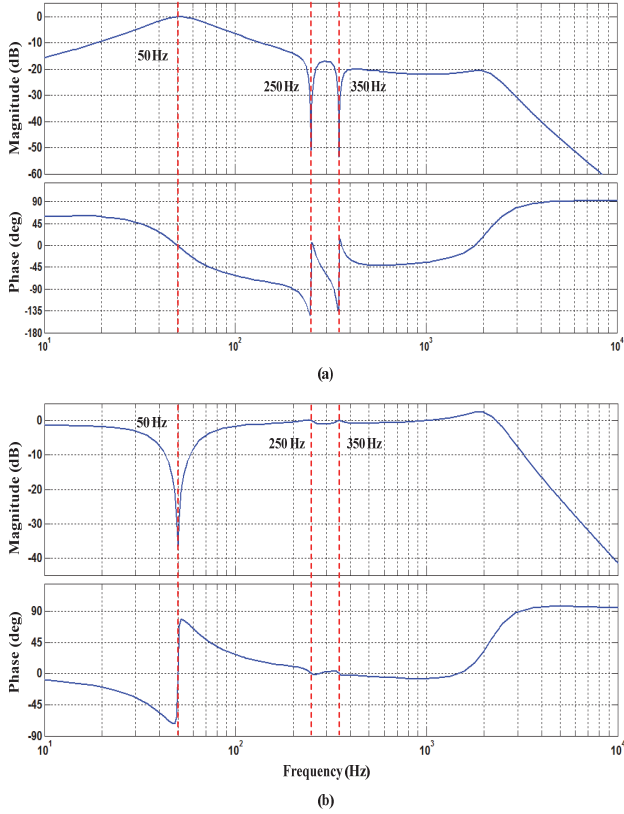 0
-10
-20
-30
-40
-50
-60
Magnitude (dB)
50 Hz
250 Hz
350 Hz
90
45
0
-45
-90
-135
-180
Phase (deg)
10¹
10²
10³
10⁴
(a)
0
-10
-20
-30
-40
Magnitude (dB)
50 Hz
250 Hz
350 Hz
90
45
0
-45
-90
Phase (deg)
10¹
10²
10³
10⁴
Frequency (Hz)
(b)